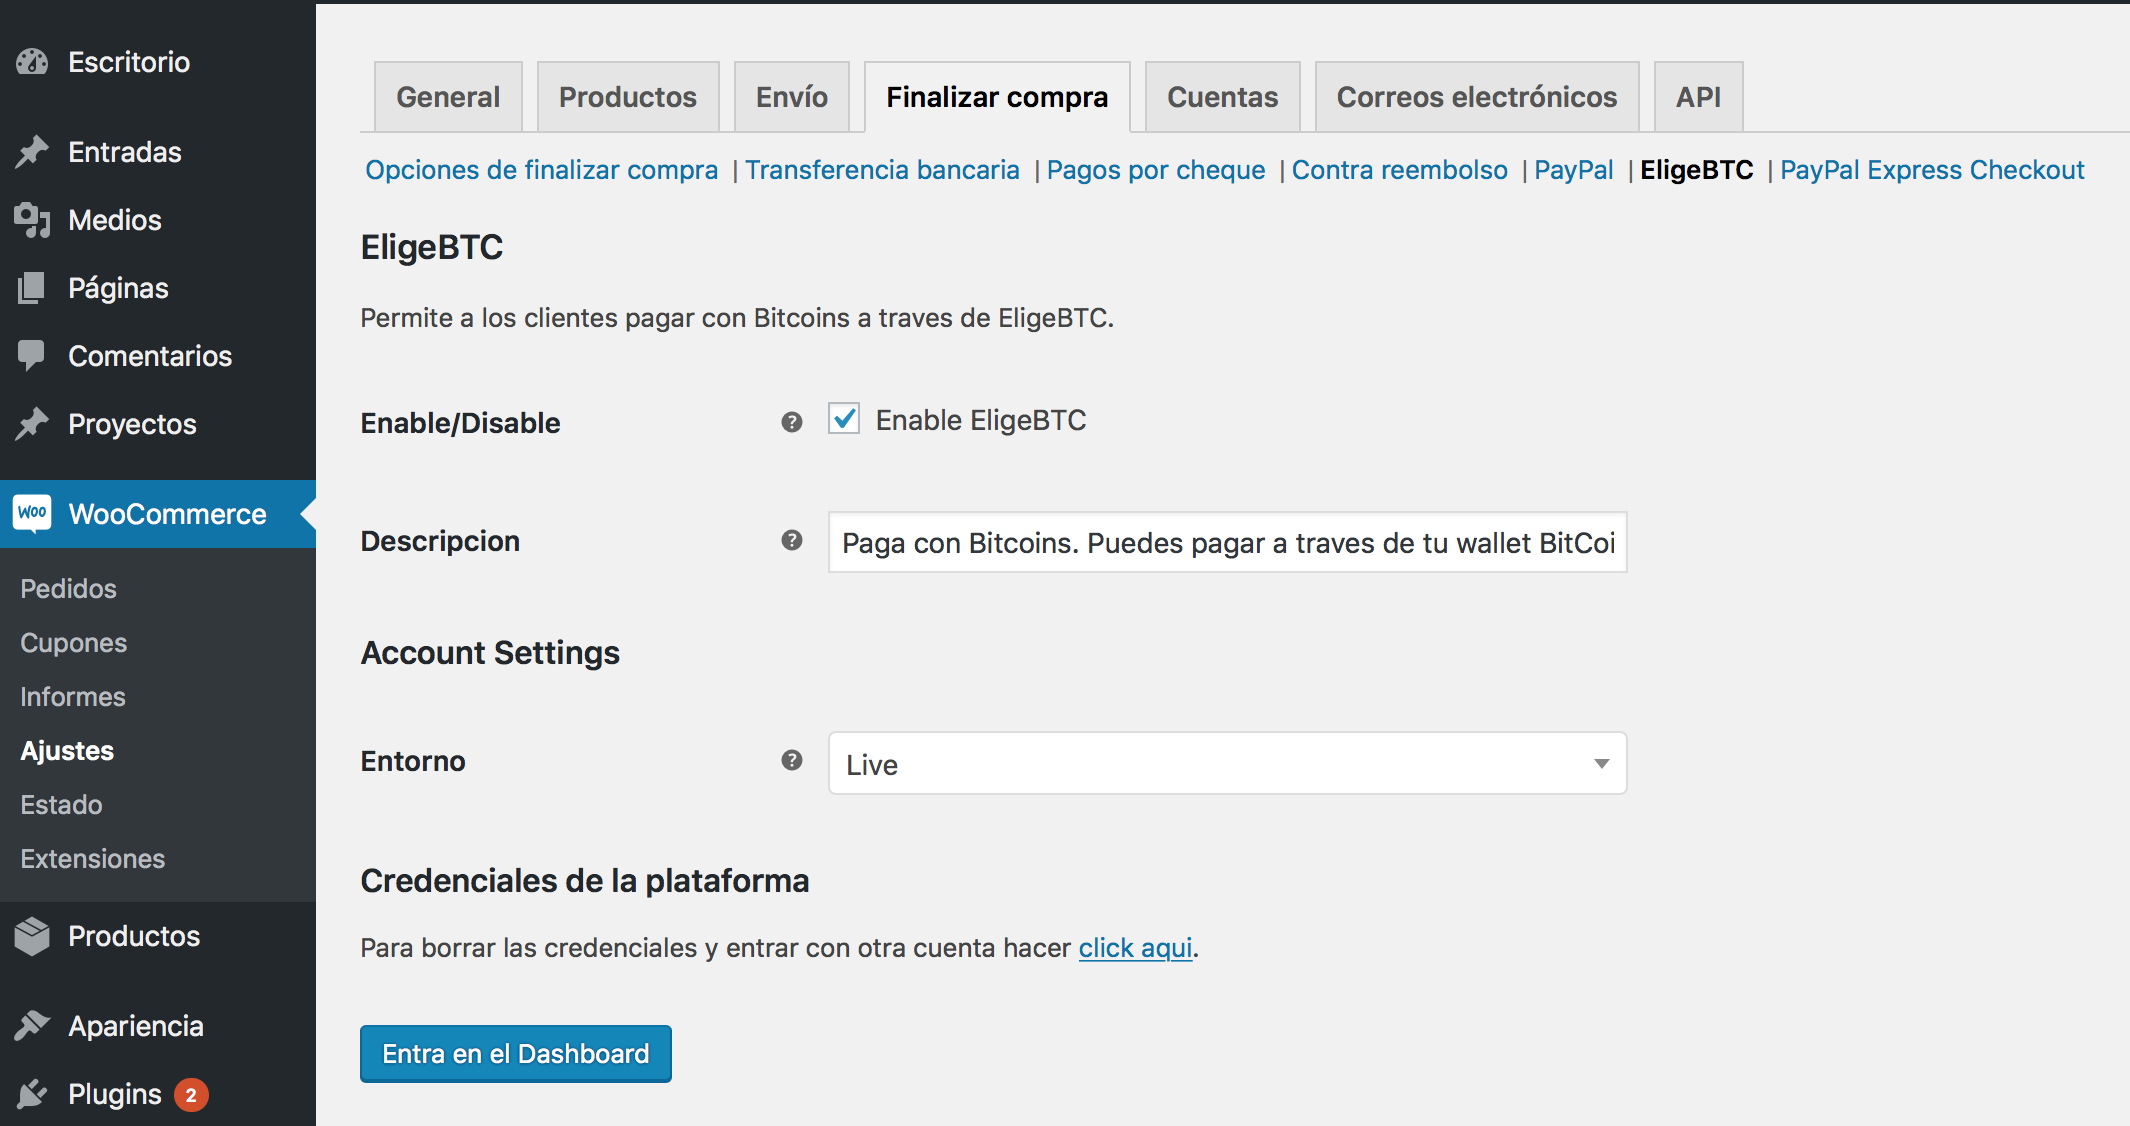 Escritorio
Entradas
Medios
Páginas
Comentarios
Proyectos
Woo WooCommerce
Pedidos
Cupones
Informes
Ajustes
Estado
Extensiones
Productos
Apariencia
Plugins 2
General Productos Envío Finalizar compra Cuentas Correos electrónicos API
Opciones de finalizar compra | Transferencia bancaria | Pagos por cheque | Contra reembolso | PayPal | EligeBTC | PayPal Express Checkout
EligeBTC
Permite a los clientes pagar con Bitcoins a traves de EligeBTC.
Enable/Disable ? Enable EligeBTC
Descripcion ? Paga con Bitcoins. Puedes pagar a traves de tu wallet BitCoi
Account Settings
Entorno ? Live
Credenciales de la plataforma
Para borrar las credenciales y entrar con otra cuenta hacer click aqui.
Entra en el Dashboard